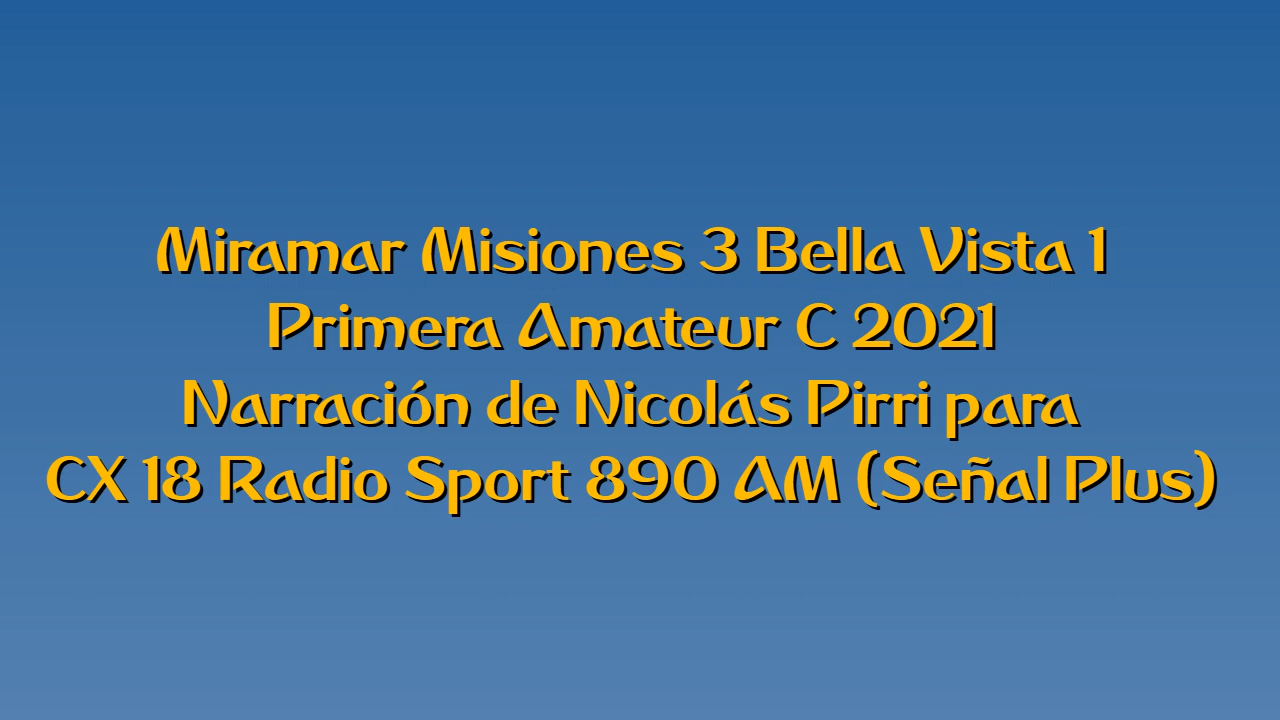 Miramar Misiones 3 Bella Vista 1
Primera Amateur C 2021
Narración de Nicolás Pirri para
CX 18 Radio Sport 890 AM (Señal Plus)